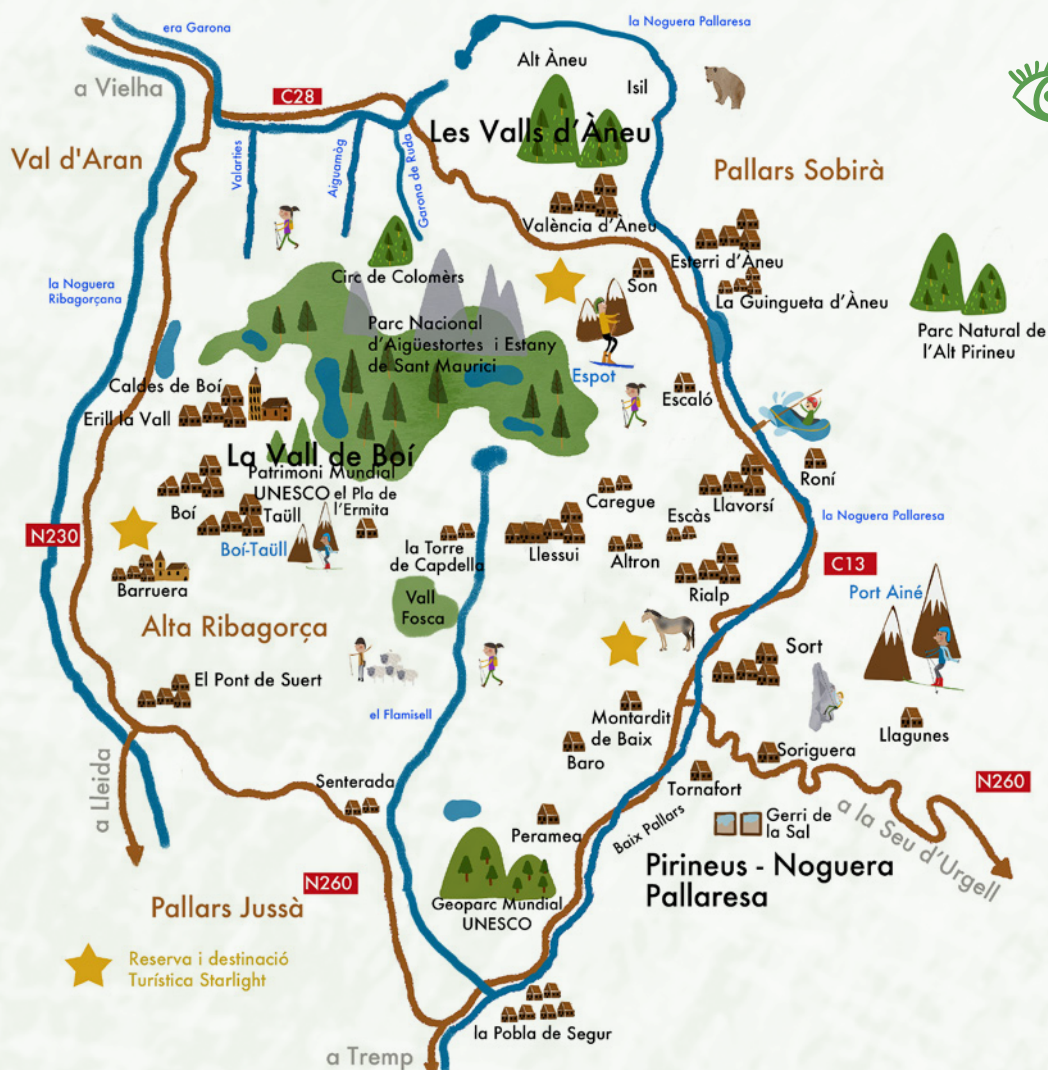 era Garona
la Noguera Pallaresa
Alt Àneu
a Vielha
Isil
C28
Les Valls d'Àneu
Val d'Aran
Valarties
Aiguamòg
Garona de Ruda
Pallars Sobirà
València d'Àneu
Esterri d'Àneu
Circ de Colomèrs
Son
la Noguera
Ribagorçana
La Guingueta d'Àneu
Parc Nacional
d'Aigüestortes i Estany
de Sant Maurici
Parc Natural de
l'Alt Pirineu
Espot
Caldes de Boí
Escaló
Erill la Vall
La Vall de Boí
Patrimoni Mundial
UNESCO
el Pla de
l'Ermita
Roní
Caregue
Llavorsí
Boí
Taüll
Escàs
la Noguera Pallaresa
N230
Boí-Taüll
la Torre
de Capdella
Llessui
Altron
C13
Rialp
Port Ainé
Barruera
Vall
Fosca
Alta Ribagorça
Sort
El Pont de Suert
el Flamisell
Montardit
de Baix
Llagunes
Baro
Soriguera
a Lleida
Senterada
Tornafort
N260
Peramea
Baix Pallars
Gerri de
la Sal
a la Seu d'Urgell
Pirineus - Noguera
Pallaresa
N260
Pallars Jussà
Geoparc Mundial
UNESCO
Reserva i destinació
Turística Starlight
la Pobla de Segur
a Tremp